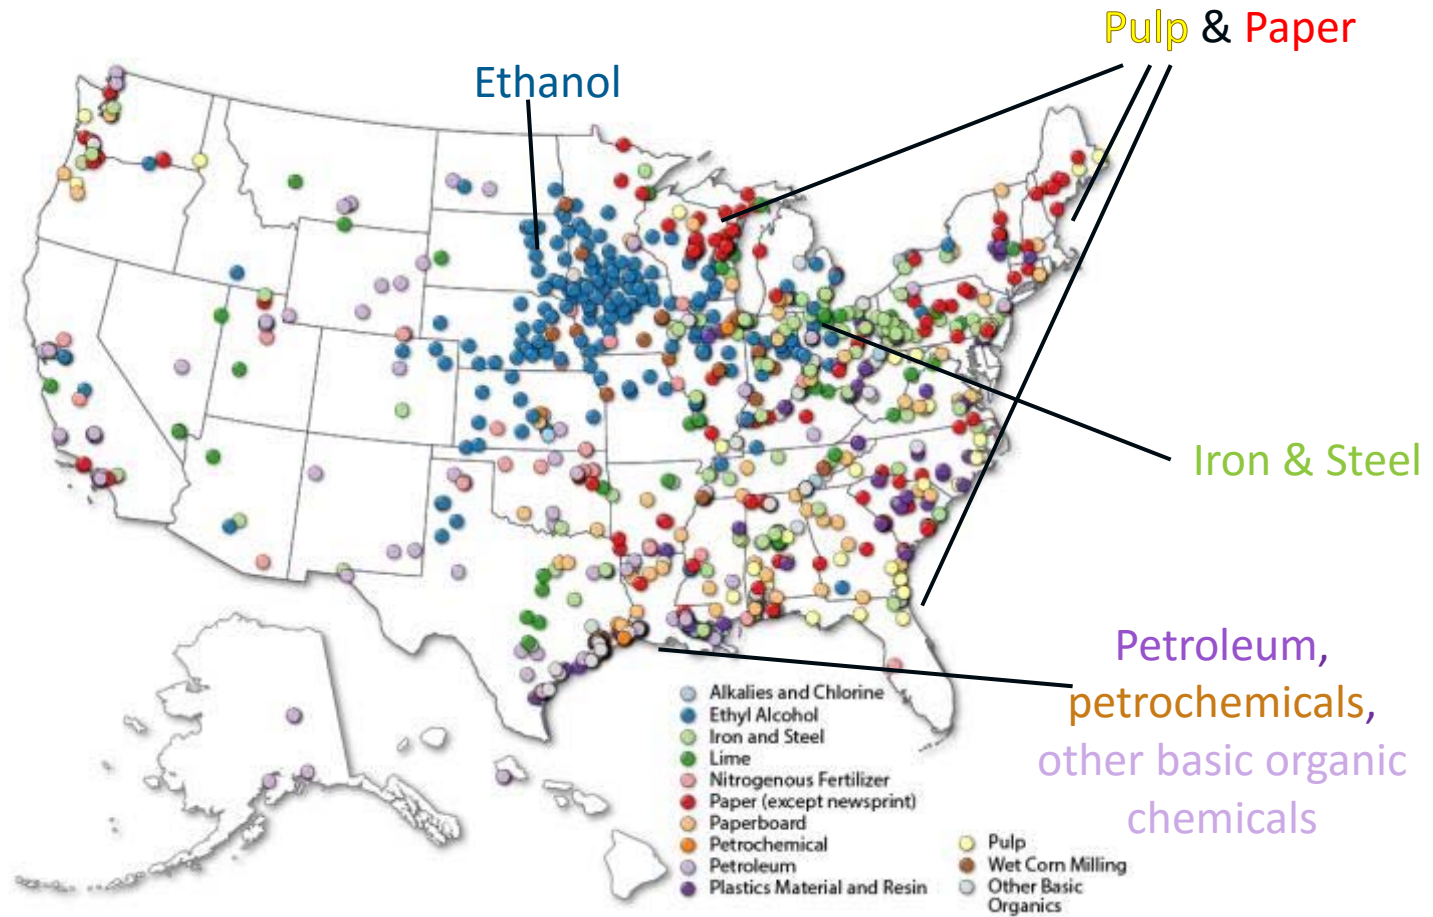 Pulp & Paper
Ethanol
Iron & Steel
Petroleum,
petrochemicals,
other basic organic
chemicals
Alkalies and Chlorine
Ethyl Alcohol
Iron and Steel
Lime
Nitrogenous Fertilizer
Paper (except newsprint)
Paperboard
Petrochemical
Petroleum
Plastics Material and Resin
Pulp
Wet Corn Milling
Other Basic
Organics